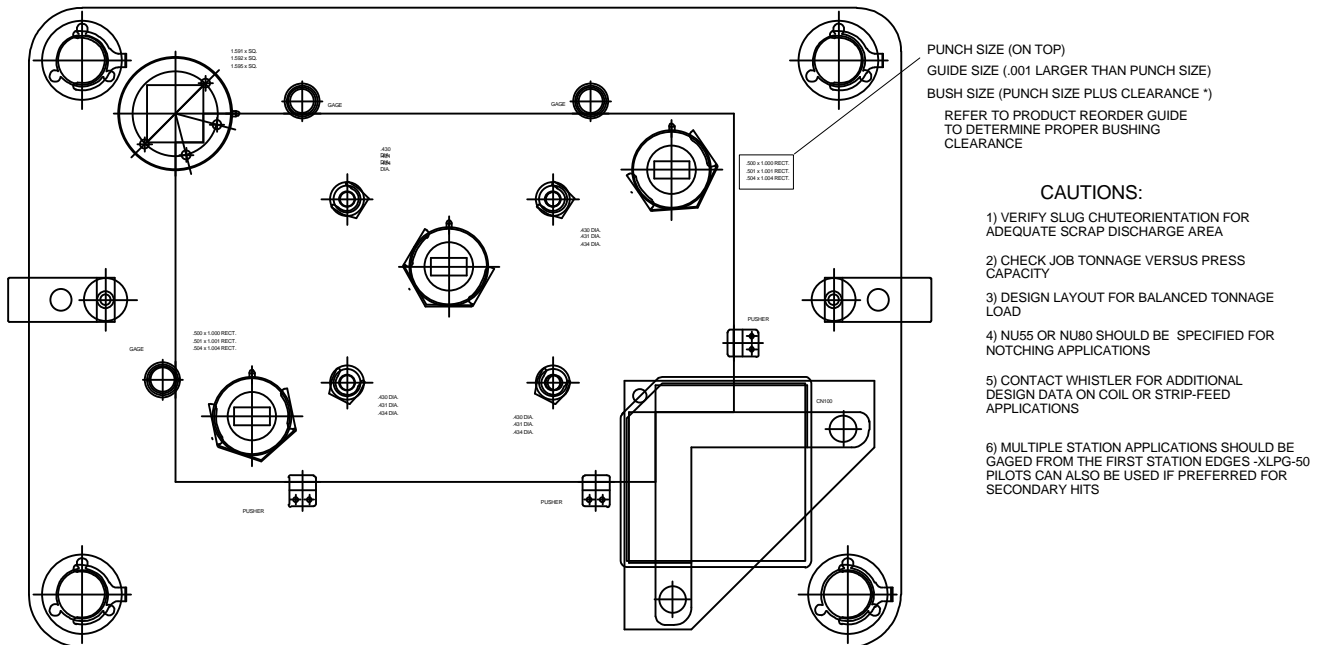 1.591 x SQ.
1.592 x SQ.
1.595 x SQ.
GAGE
GAGE
.430
DIA.
.500 x 1.000 RECT.
.501 x 1.001 RECT.
.504 x 1.004 RECT.
.430 DIA.
.431 DIA.
.434 DIA.
PUSHER
.500 x 1.000 RECT.
.501 x 1.001 RECT.
.504 x 1.004 RECT.
GAGE
.430 DIA.
.431 DIA.
.434 DIA.
.430 DIA.
.431 DIA.
.434 DIA.
CN100
PUSHER
PUSHER
PUNCH SIZE (ON TOP)
GUIDE SIZE (.001 LARGER THAN PUNCH SIZE)
BUSH SIZE (PUNCH SIZE PLUS CLEARANCE *)
REFER TO PRODUCT REORDER GUIDE
TO DETERMINE PROPER BUSHING
CLEARANCE
CAUTIONS:
1) VERIFY SLUG CHUTEORIENTATION FOR
ADEQUATE SCRAP DISCHARGE AREA
2) CHECK JOB TONNAGE VERSUS PRESS
CAPACITY
3) DESIGN LAYOUT FOR BALANCED TONNAGE
LOAD
4) NU55 OR NU80 SHOULD BE SPECIFIED FOR
NOTCHING APPLICATIONS
5) CONTACT WHISTLER FOR ADDITIONAL
DESIGN DATA ON COIL OR STRIP-FEED
APPLICATIONS
6) MULTIPLE STATION APPLICATIONS SHOULD BE
GAGED FROM THE FIRST STATION EDGES -XLPG-50
PILOTS CAN ALSO BE USED IF PREFERRED FOR
SECONDARY HITS